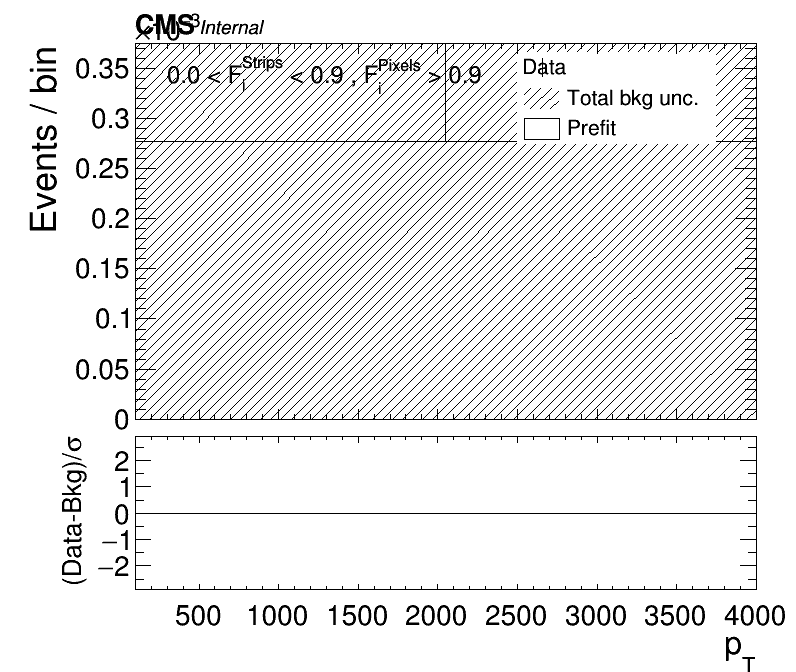 CMS Internal
×10³
0.0 < F_i^Strips < 0.9 , F_i^Pixels > 0.9
Data
Total bkg unc.
Prefit
Events / bin
0.35
0.3
0.25
0.2
0.15
0.1
0.05
0
(Data-Bkg)/σ
2
1
0
−1
−2
500 1000 1500 2000 2500 3000 3500 4000
p_T